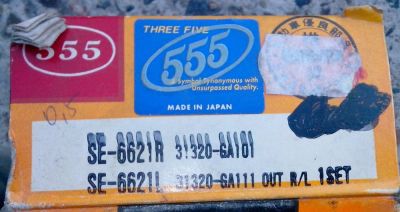 555
THREE FIVE
555
Symbol Synonymous with
Unsurpassed Quality.
MADE IN JAPAN
0,5
SE-6621R 31320-GA101
SE-6621L 31320-GA111 OUT R/L 1SET